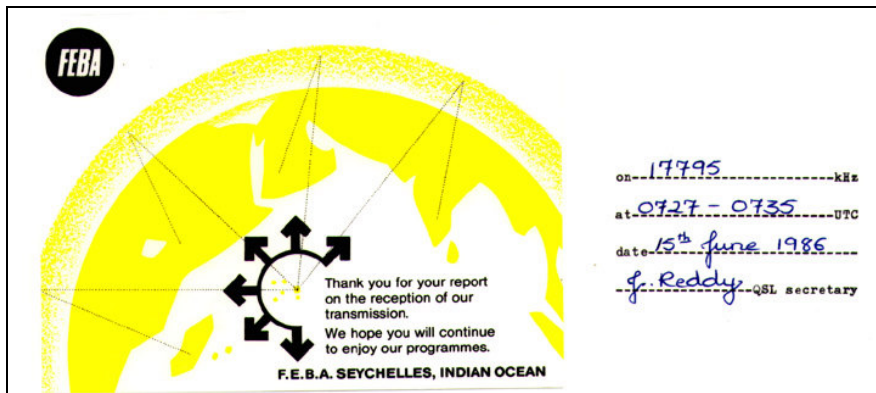 FEBA
Thank you for your report
on the reception of our
transmission.
We hope you will continue
to enjoy our programmes.
F.E.B.A. SEYCHELLES, INDIAN OCEAN
on 17795 kHz
at 0727 - 0735 UTC
date 15th June 1986
J. Reddy QSL secretary